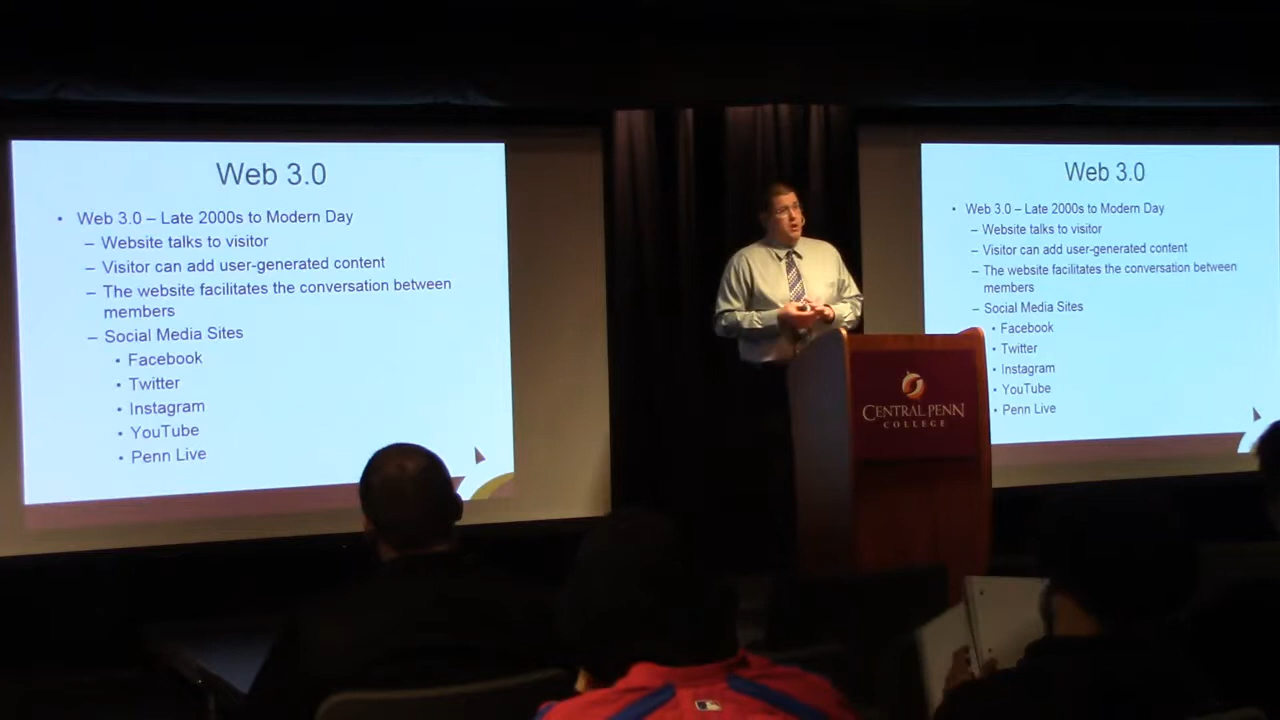 Web 3.0
• Web 3.0 – Late 2000s to Modern Day
– Website talks to visitor
– Visitor can add user-generated content
– The website facilitates the conversation between
members
– Social Media Sites
• Facebook
• Twitter
• Instagram
• YouTube
• Penn Live
CENTRAL PENN
COLLEGE
Web 3.0
• Web 3.0 – Late 2000s to Modern Day
– Website talks to visitor
– Visitor can add user-generated content
– The website facilitates the conversation between
members
– Social Media Sites
• Facebook
• Twitter
• Instagram
• YouTube
• Penn Live